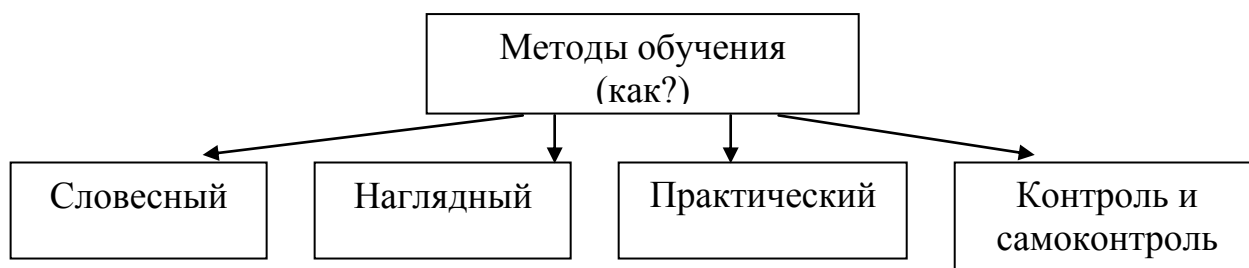 Методы обучения
(как?)
Словесный
Наглядный
Практический
Контроль и
самоконтроль